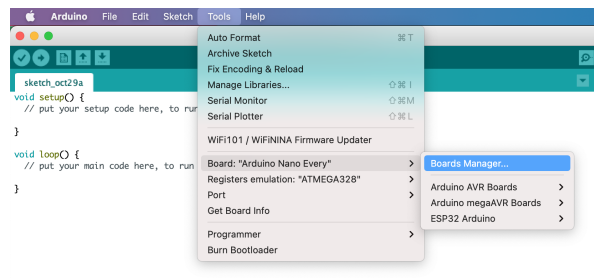 Arduino File Edit Sketch Tools Help
sketch_oct29a
void setup() {
// put your setup code here, to run
}
void loop() {
// put your main code here, to run
}
Auto Format ⌘T
Archive Sketch
Fix Encoding & Reload
Manage Libraries... ⇧⌘I
Serial Monitor ⇧⌘M
Serial Plotter ⇧⌘L
WiFi101 / WiFiNINA Firmware Updater
Board: "Arduino Nano Every"
Registers emulation: "ATMEGA328"
Port
Get Board Info
Programmer
Burn Bootloader
Boards Manager...
Arduino AVR Boards
Arduino megaAVR Boards
ESP32 Arduino